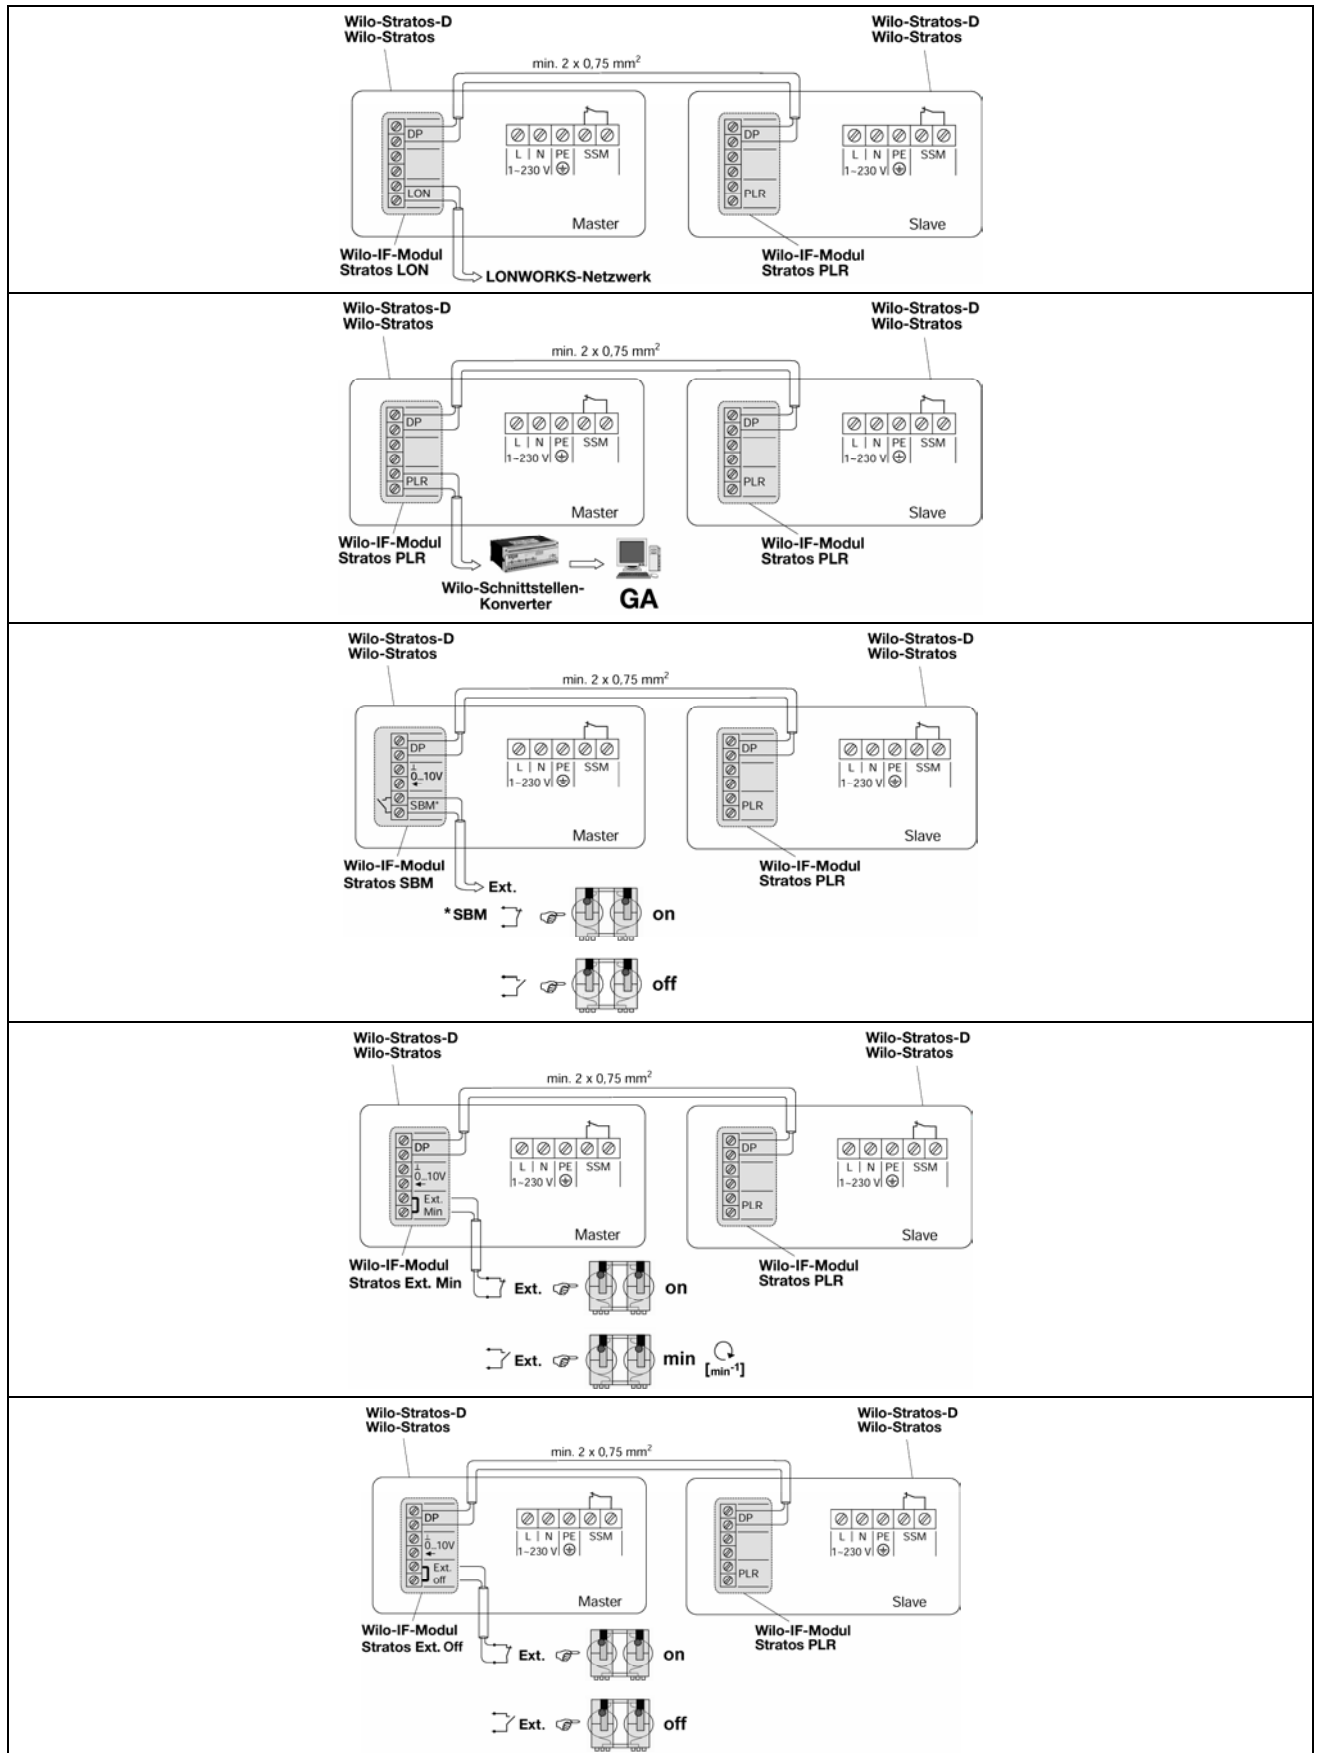 Wilo-Stratos-D
Wilo-Stratos
Wilo-Stratos-D
Wilo-Stratos
min. 2 x 0,75 mm²
DP
LON
L N PE SSM
1~230 V
Master
DP
PLR
L N PE SSM
1~230 V
Slave
Wilo-IF-Modul
Stratos LON
LONWORKS-Netzwerk
Wilo-IF-Modul
Stratos PLR
Wilo-Stratos-D
Wilo-Stratos
Wilo-Stratos-D
Wilo-Stratos
min. 2 x 0,75 mm²
DP
PLR
L N PE SSM
1~230 V
Master
DP
PLR
L N PE SSM
1~230 V
Slave
Wilo-IF-Modul
Stratos PLR
Wilo-Schnittstellen-
Konverter
GA
Wilo-IF-Modul
Stratos PLR
Wilo-Stratos-D
Wilo-Stratos
Wilo-Stratos-D
Wilo-Stratos
min. 2 x 0,75 mm²
DP
0...10V
SBM*
L N PE SSM
1~230 V
Master
DP
PLR
L N PE SSM
1~230 V
Slave
Wilo-IF-Modul
Stratos SBM
Ext.
Wilo-IF-Modul
Stratos PLR
*SBM on
off
Wilo-Stratos-D
Wilo-Stratos
Wilo-Stratos-D
Wilo-Stratos
min. 2 x 0,75 mm²
DP
0...10V
Ext.
Min
L N PE SSM
1~230 V
Master
DP
PLR
L N PE SSM
1~230 V
Slave
Wilo-IF-Modul
Stratos Ext. Min
Wilo-IF-Modul
Stratos PLR
Ext. on
Ext. min [min-1]
Wilo-Stratos-D
Wilo-Stratos
Wilo-Stratos-D
Wilo-Stratos
min. 2 x 0,75 mm²
DP
0...10V
Ext.
off
L N PE SSM
1~230 V
Master
DP
PLR
L N PE SSM
1~230 V
Slave
Wilo-IF-Modul
Stratos Ext. Off
Wilo-IF-Modul
Stratos PLR
Ext. on
Ext. off